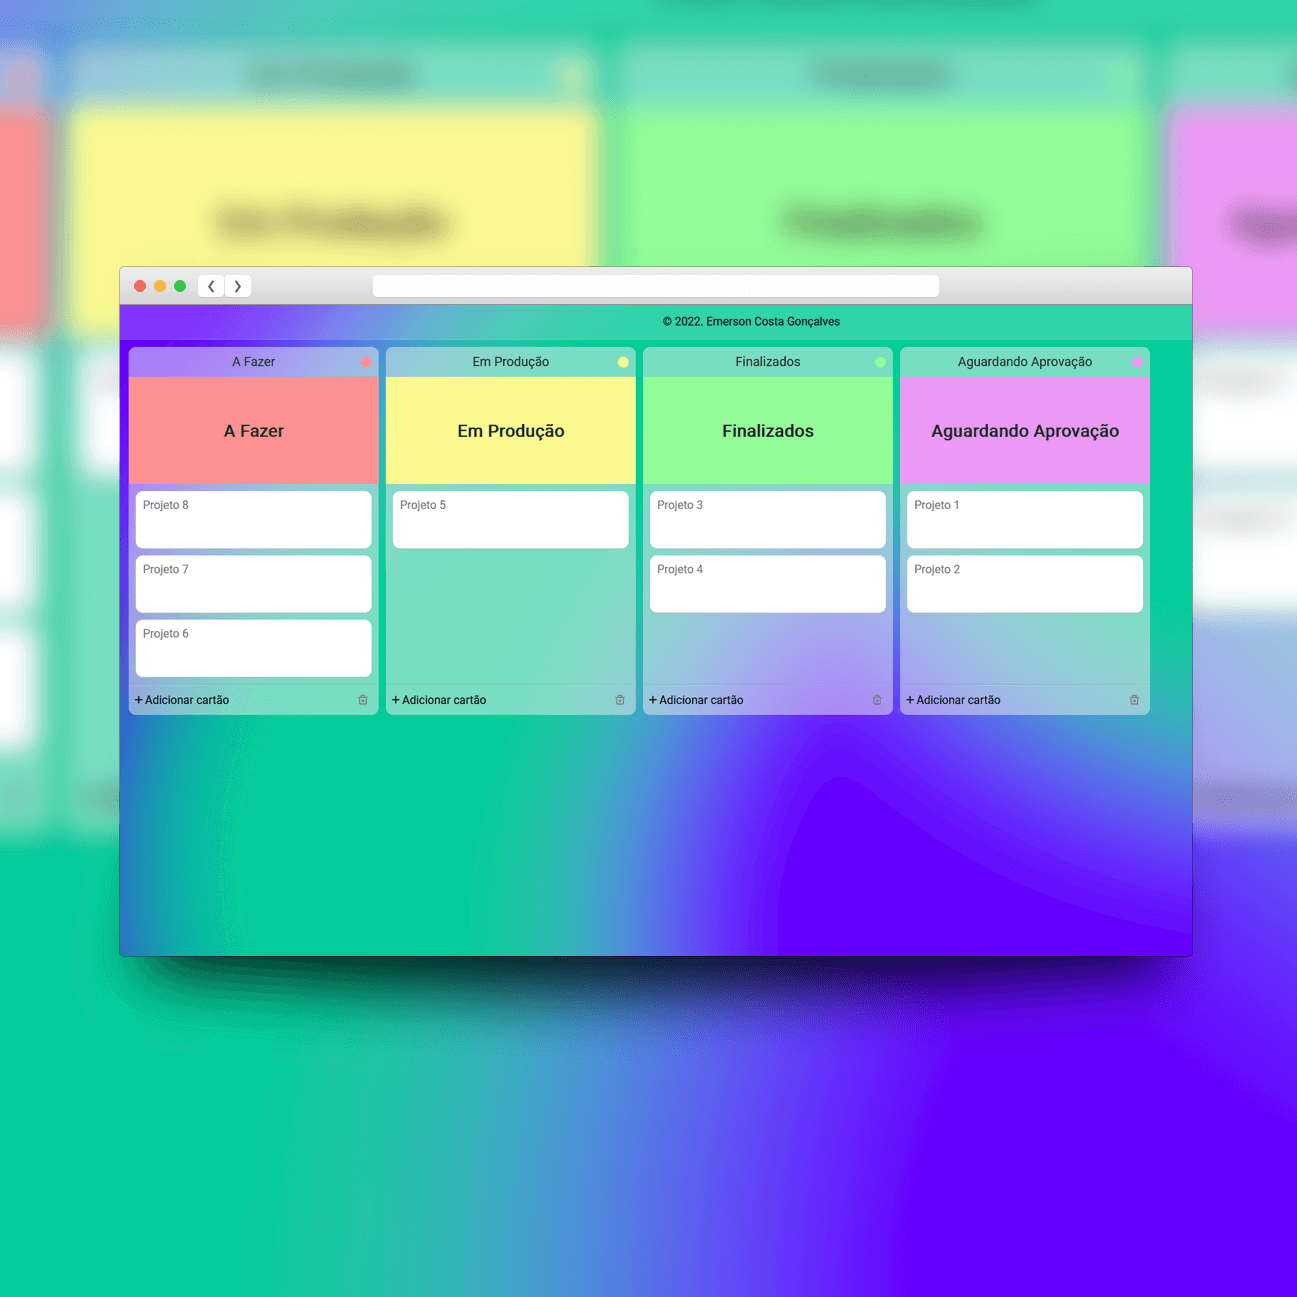 © 2022. Emerson Costa Gonçalves
A Fazer
A Fazer
Projeto 8
Projeto 7
Projeto 6
+ Adicionar cartão
Em Produção
Em Produção
Projeto 5
+ Adicionar cartão
Finalizados
Finalizados
Projeto 3
Projeto 4
+ Adicionar cartão
Aguardando Aprovação
Aguardando Aprovação
Projeto 1
Projeto 2
+ Adicionar cartão